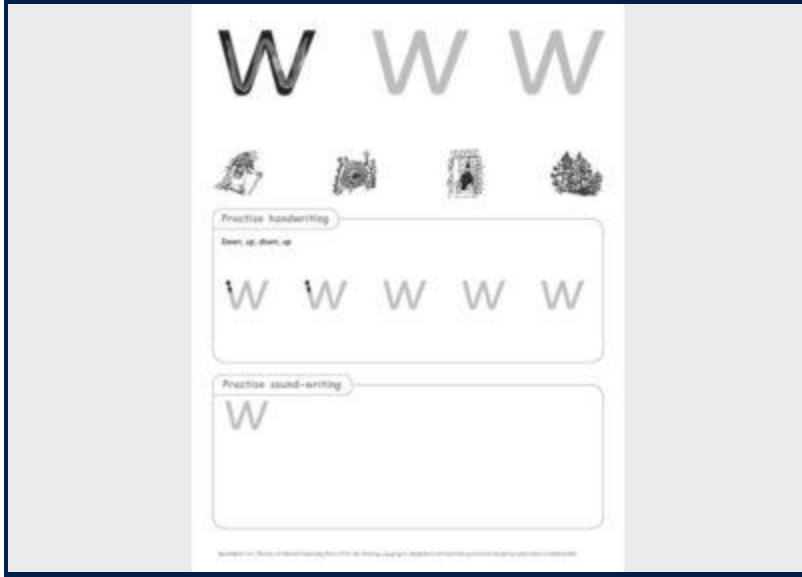 w w w
Practise handwriting
Down, up, down, up
w w w w w
Practise sound-writing
w